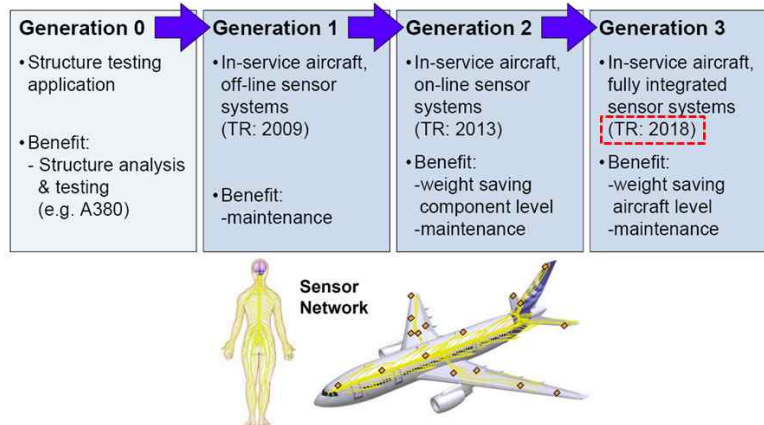 Generation 0
•Structure testing
application
•Benefit:
- Structure analysis
& testing
(e.g. A380)
Generation 1
•In-service aircraft,
off-line sensor
systems
(TR: 2009)
•Benefit:
-maintenance
Generation 2
•In-service aircraft,
on-line sensor
systems
(TR: 2013)
•Benefit:
-weight saving
component level
-maintenance
Generation 3
•In-service aircraft,
fully integrated
sensor systems
(TR: 2018)
•Benefit:
-weight saving
aircraft level
-maintenance
Sensor
Network